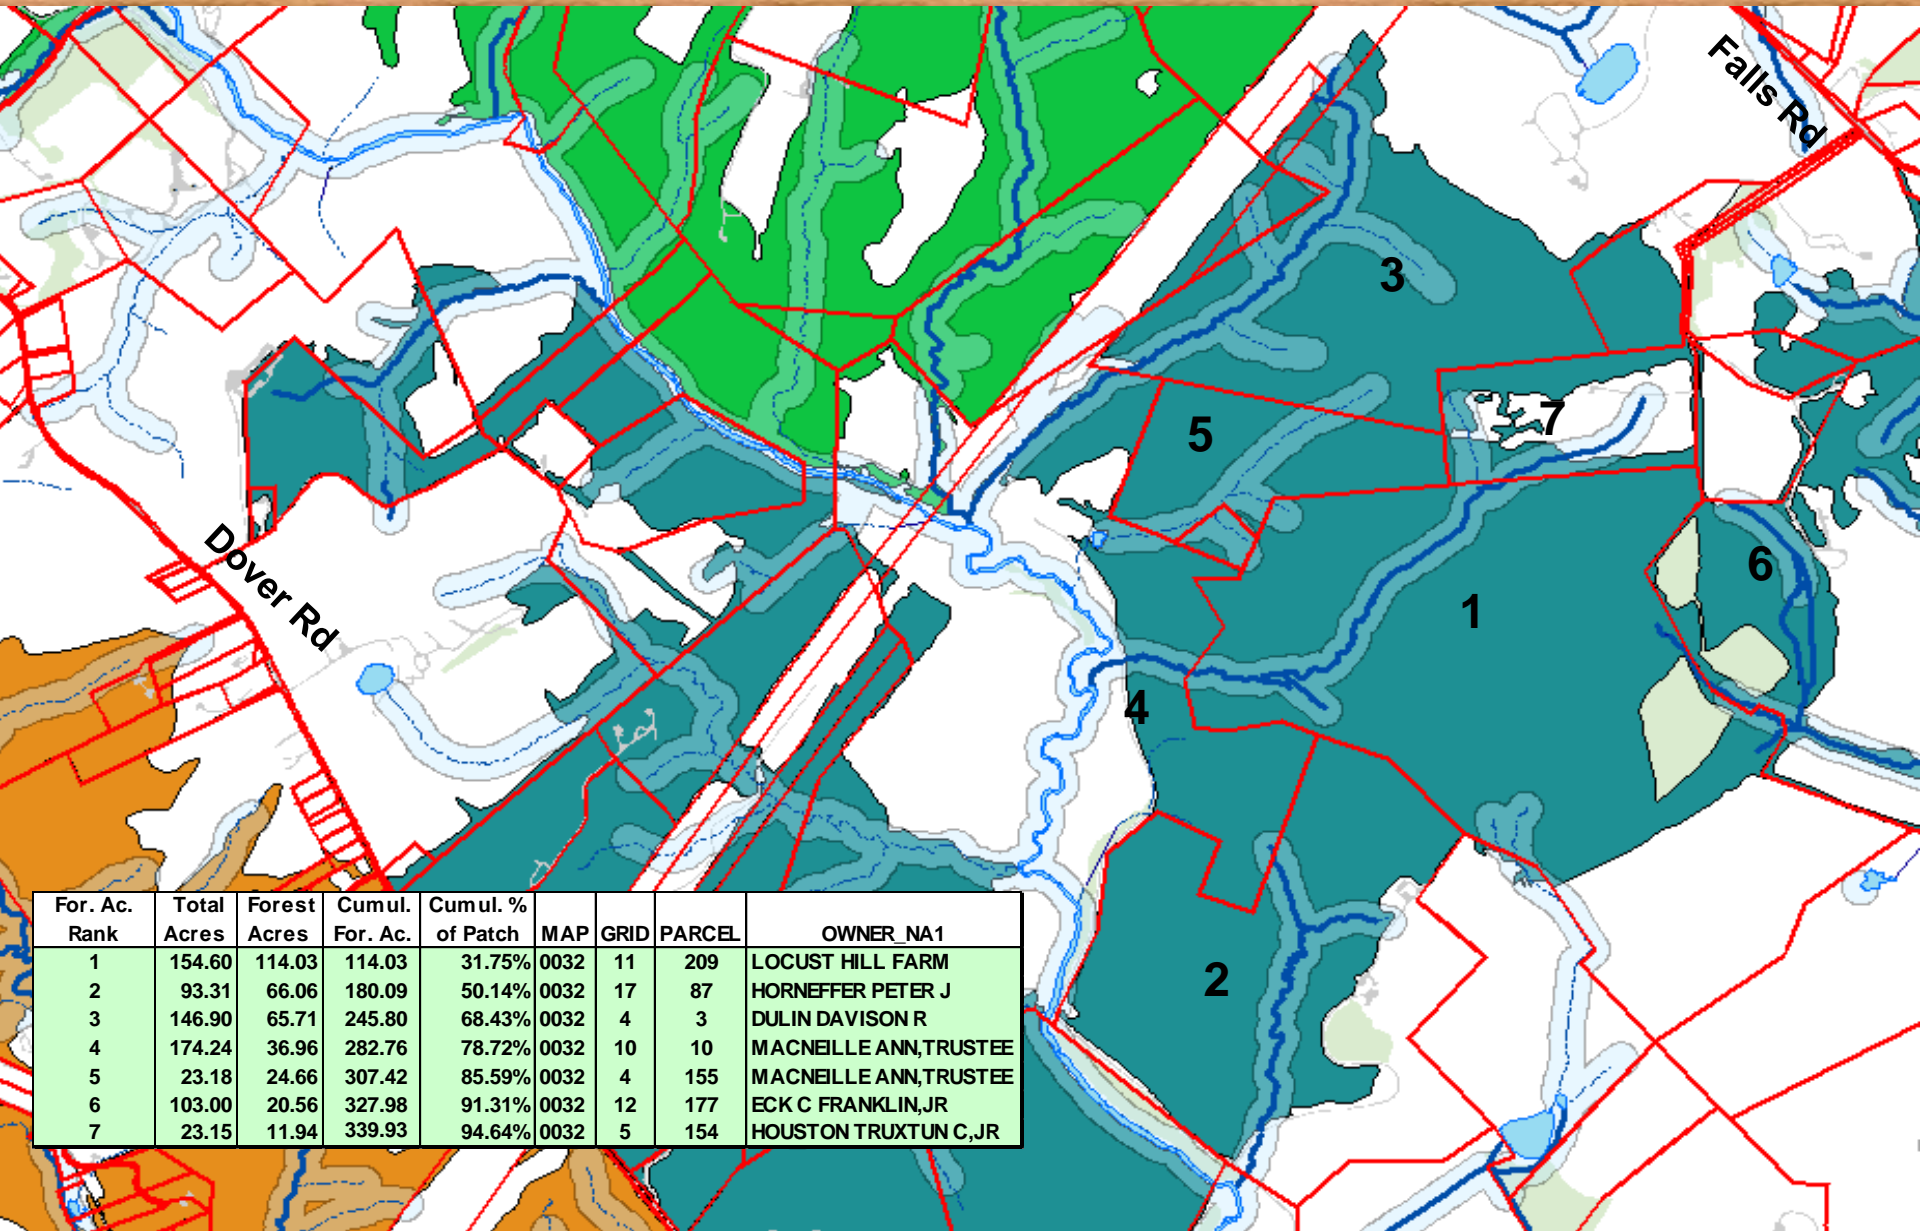 Falls Rd
3
5
7
6
1
Dover Rd
4
2
For. Ac. Rank Total Acres Forest Acres Cumul. For. Ac. Cumul. % of Patch MAP GRID PARCEL OWNER_NA1
1 154.60 114.03 114.03 31.75% 0032 11 209 LOCUST HILL FARM
2 93.31 66.06 180.09 50.14% 0032 17 87 HORNEFFER PETER J
3 146.90 65.71 245.80 68.43% 0032 4 3 DULIN DAVISON R
4 174.24 36.96 282.76 78.72% 0032 10 10 MACNEILLE ANN,TRUSTEE
5 23.18 24.66 307.42 85.59% 0032 4 155 MACNEILLE ANN,TRUSTEE
6 103.00 20.56 327.98 91.31% 0032 12 177 ECK C FRANKLIN,JR
7 23.15 11.94 339.93 94.64% 0032 5 154 HOUSTON TRUXTUN C,JR